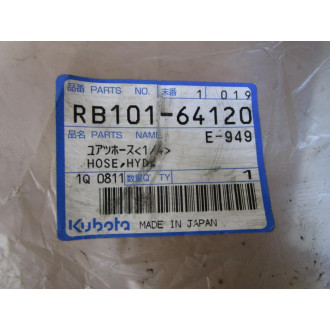 品番 PARTS NO. 末番 1 019
RB101-64120
品名 PARTS NAME E-949
ユアツホース<1/4>
HOSE,HYD.
1Q 0811 数量Q'TY 1
Kubota MADE IN JAPAN